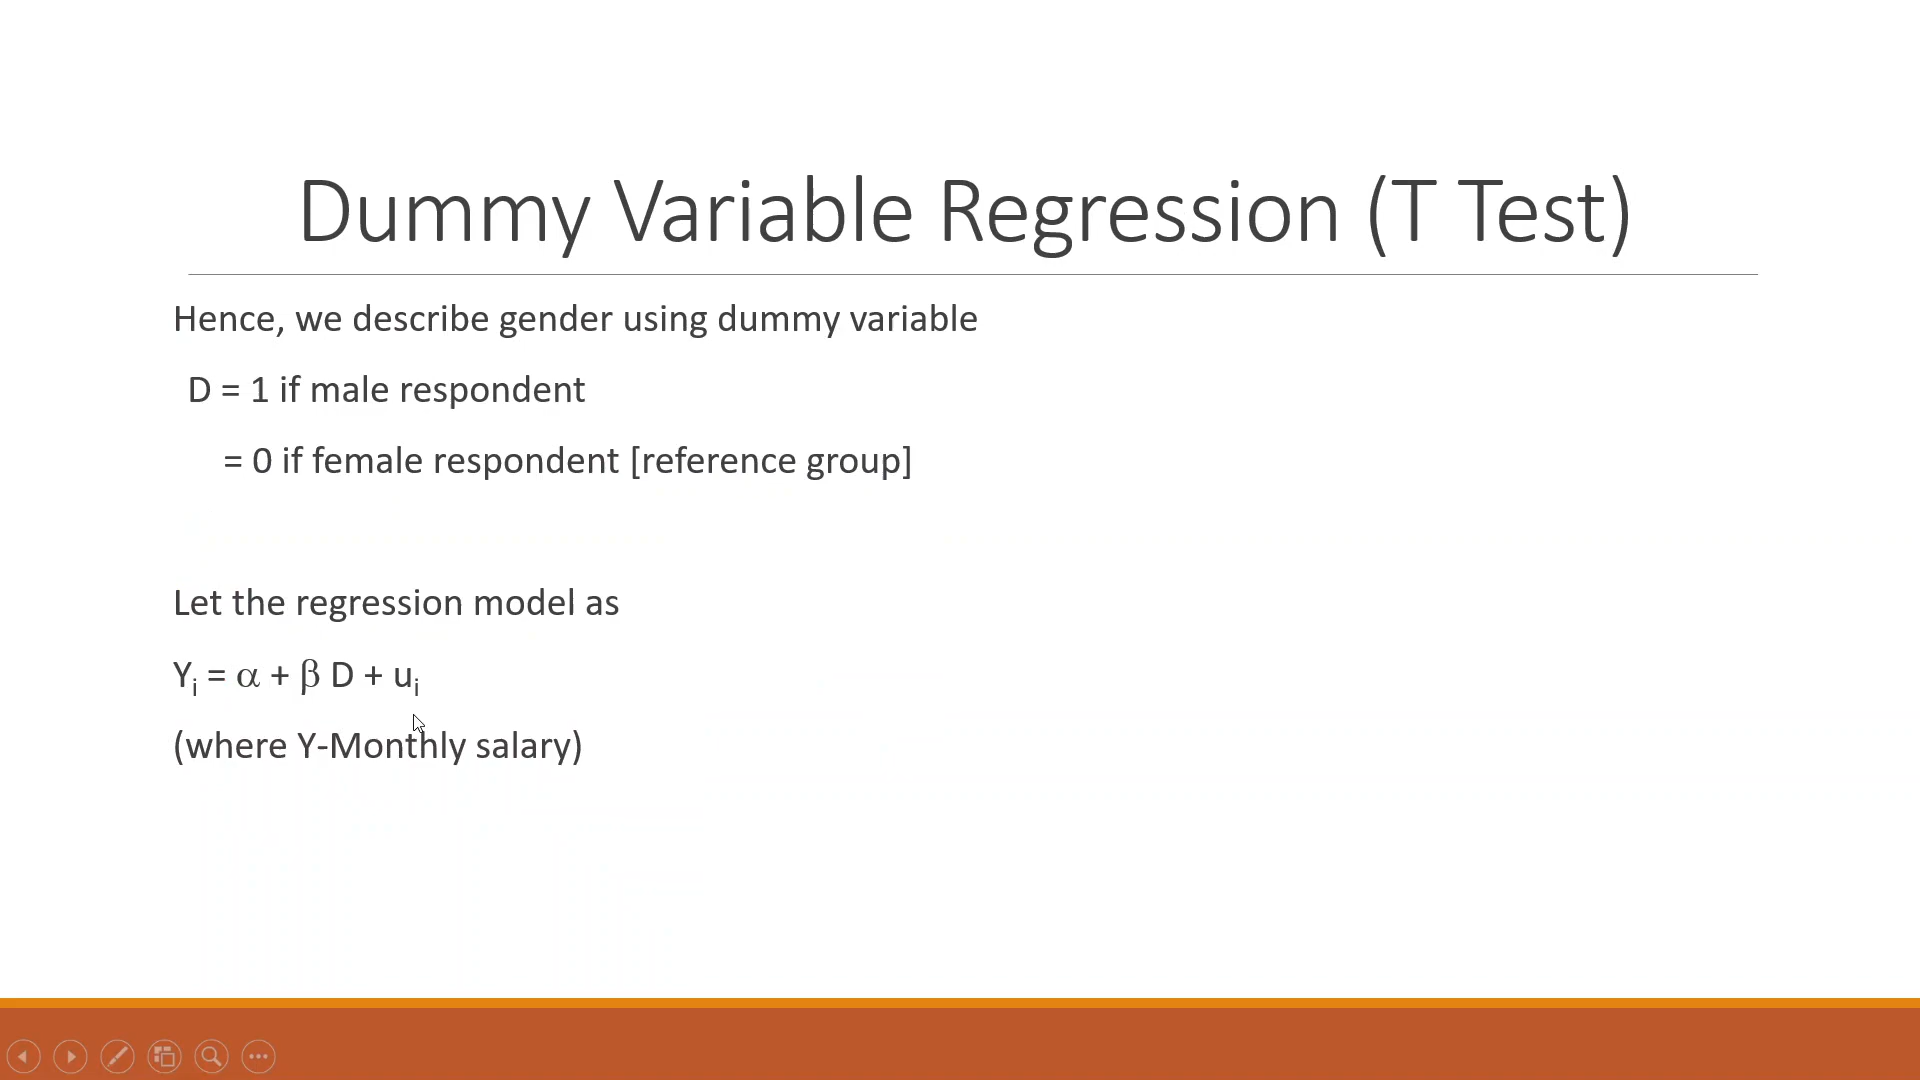 Dummy Variable Regression (T Test)
Hence, we describe gender using dummy variable
D = 1 if male respondent
= 0 if female respondent [reference group]
Let the regression model as
Yᵢ = α + β D + uᵢ
(where Y-Monthly salary)